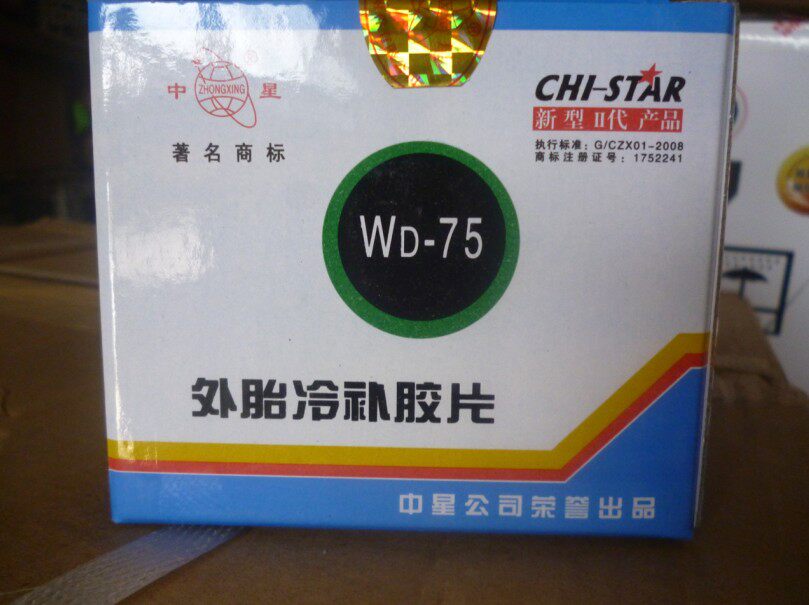 中 ZHONGXING ® 星
著名商标
CHI-STAR
新型 II代 产品
执行标准: G/CZX01-2008
商标注册证号: 1752241
WD-75
外胎冷补胶片
中星公司荣誉出品